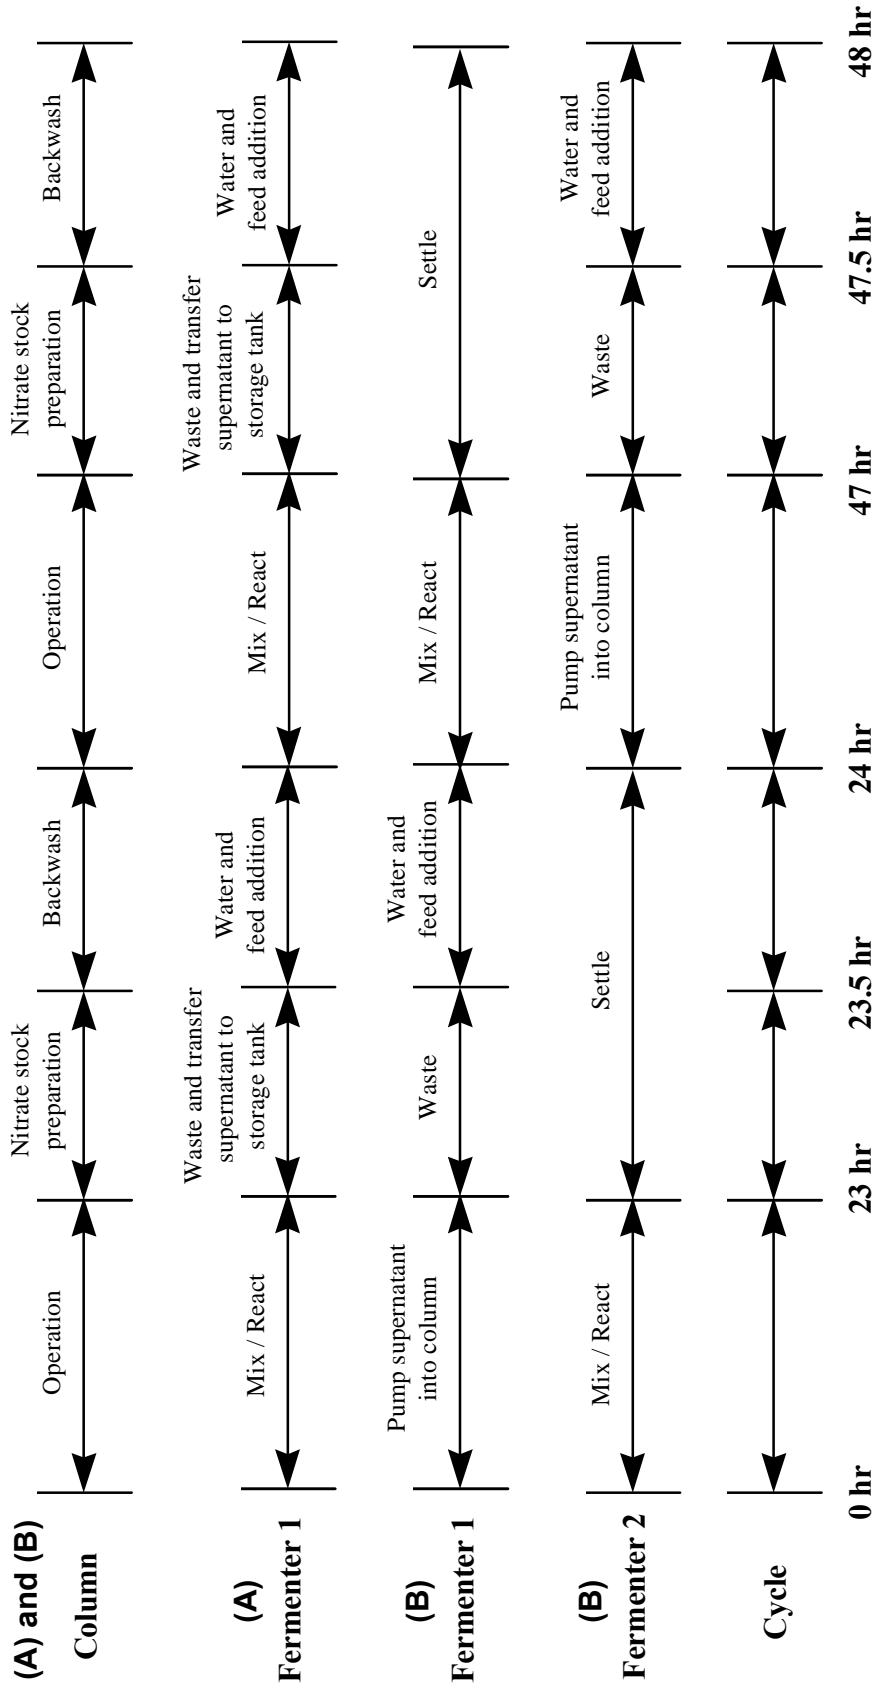 (A) and (B)
Column
Operation
Nitrate stock
preparation
Backwash
Operation
Nitrate stock
preparation
Backwash
(A)
Fermenter 1
Mix / React
Waste and transfer
supernatant to
storage tank
Water and
feed addition
Mix / React
Waste and transfer
supernatant to
storage tank
Water and
feed addition
(B)
Fermenter 1
Pump supernatant
into column
Waste
Water and
feed addition
Mix / React
Settle
(B)
Fermenter 2
Mix / React
Settle
Pump supernatant
into column
Waste
Water and
feed addition
Cycle
0 hr
23 hr
23.5 hr
24 hr
47 hr
47.5 hr
48 hr